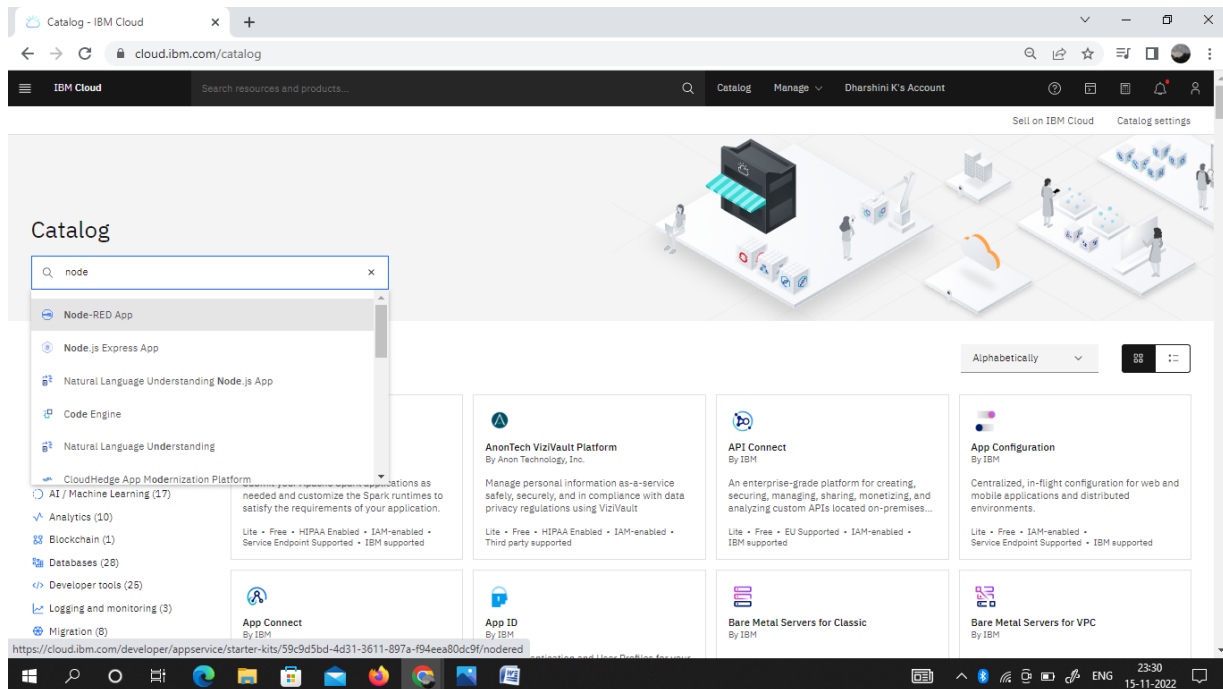 Catalog - IBM Cloud
cloud.ibm.com/catalog
IBM Cloud
Search resources and products...
Catalog
Manage
Dharshini K's Account
Sell on IBM Cloud
Catalog settings
Catalog
node
Node-RED App
Node.js Express App
Natural Language Understanding Node.js App
Code Engine
Natural Language Understanding
CloudHedge App Modernization Platform
AI / Machine Learning (17)
Analytics (10)
Blockchain (1)
Databases (28)
Developer tools (25)
Logging and monitoring (3)
Migration (8)
Alphabetically
Submit your Apache Spark applications as
needed and customize the Spark runtimes to
satisfy the requirements of your application.
Lite • Free • HIPAA Enabled • IAM-enabled •
Service Endpoint Supported • IBM supported
AnonTech ViziVault Platform
By Anon Technology, Inc.
Manage personal information as-a-service
safely, securely, and in compliance with data
privacy regulations using ViziVault
Lite • Free • HIPAA Enabled • IAM-enabled •
Third party supported
API Connect
By IBM
An enterprise-grade platform for creating,
securing, managing, sharing, monetizing, and
analyzing custom APIs located on-premises...
Lite • Free • EU Supported • IAM-enabled •
IBM supported
App Configuration
By IBM
Centralized, in-flight configuration for web and
mobile applications and distributed
environments.
Lite • Free • IAM-enabled •
Service Endpoint Supported • IBM supported
App Connect
By IBM
App ID
By IBM
Bare Metal Servers for Classic
By IBM
Bare Metal Servers for VPC
By IBM
https://cloud.ibm.com/developer/appservice/starter-kits/59c9d5bd-4d31-3611-897a-f94eea80dc9f/nodered
ENG
23:30
15-11-2022